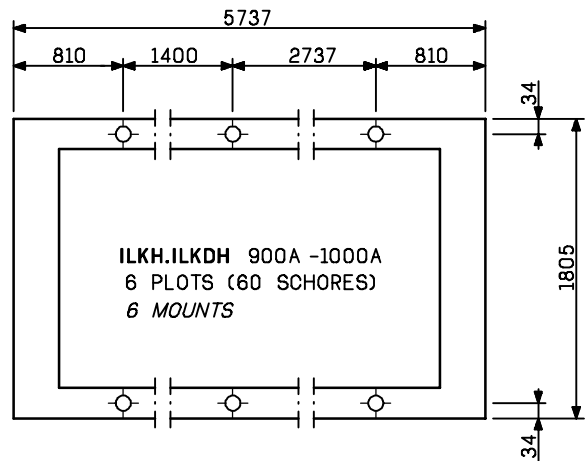 5737
810 1400 2737 810
34
ILKH.ILKDH 900A -1000A
6 PLOTS (60 SCHORES)
6 MOUNTS
1805
34